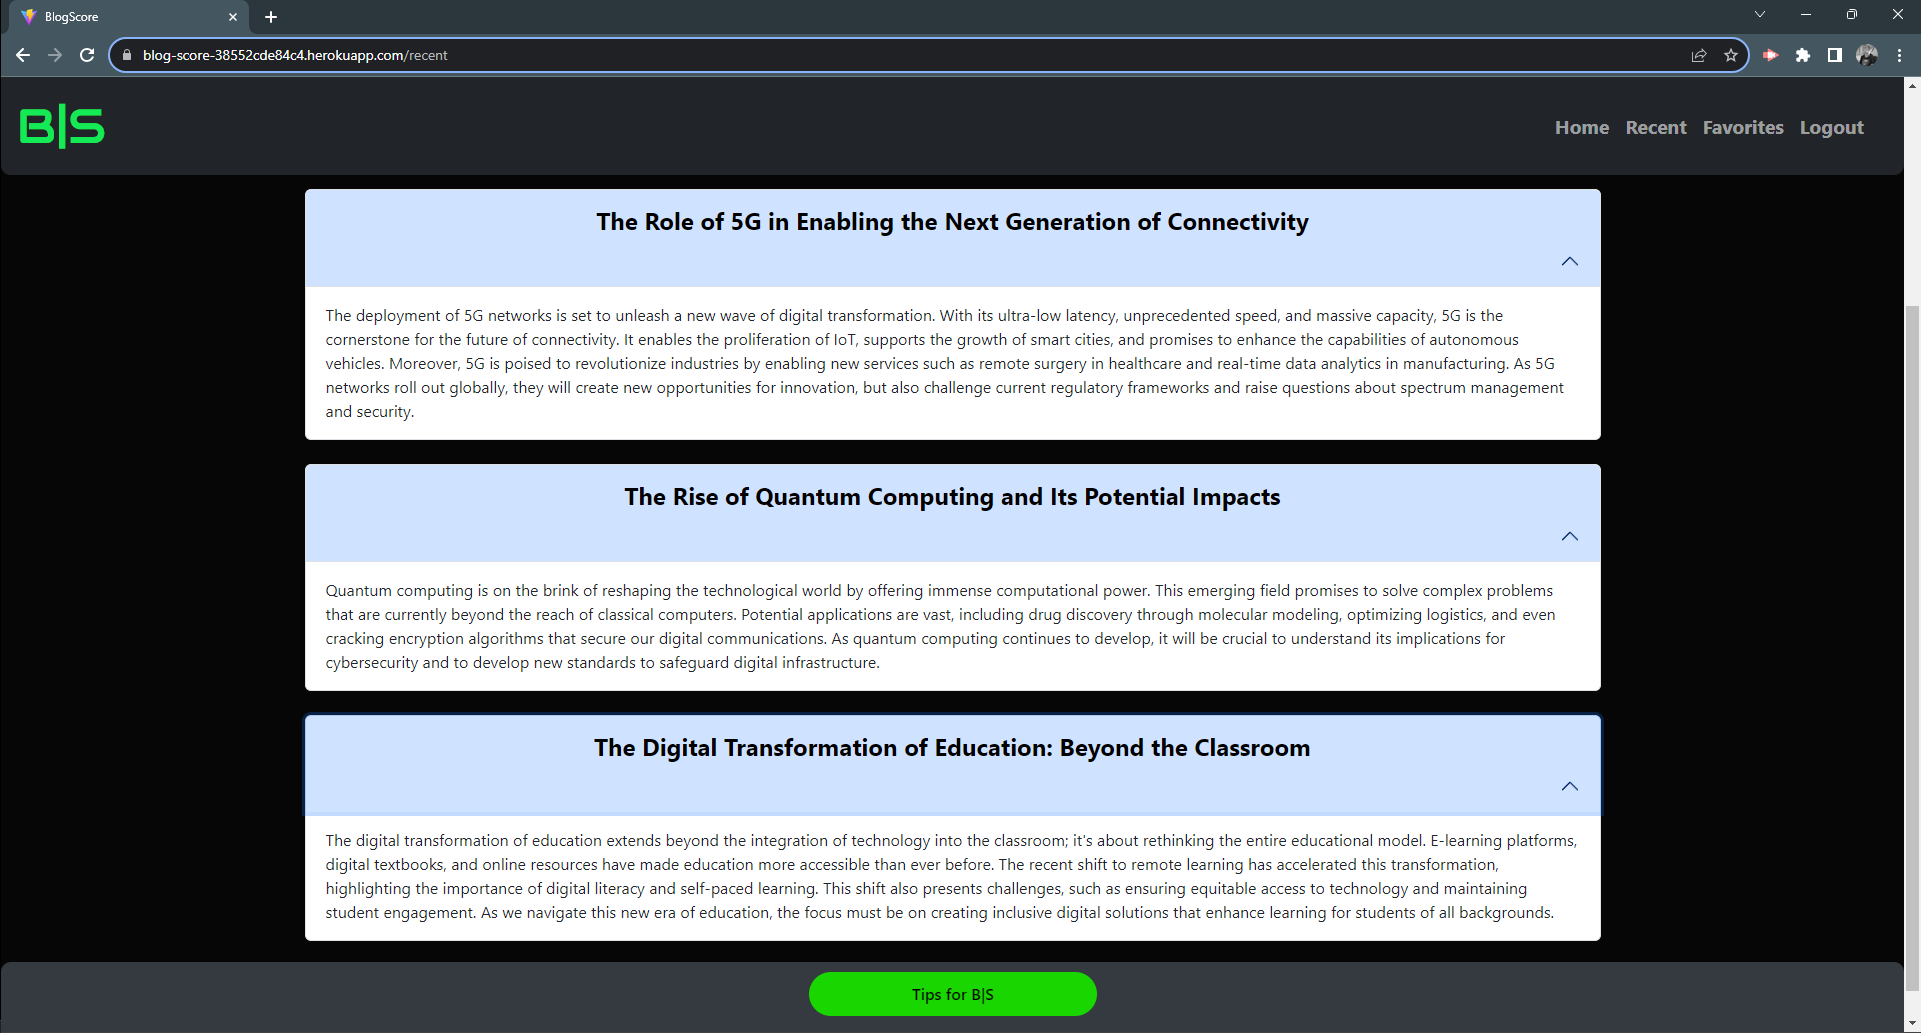 BlogScore
blog-score-38552cde84c4.herokuapp.com/recent
B|S
Home Recent Favorites Logout
The Role of 5G in Enabling the Next Generation of Connectivity
The deployment of 5G networks is set to unleash a new wave of digital transformation. With its ultra-low latency, unprecedented speed, and massive capacity, 5G is the
cornerstone for the future of connectivity. It enables the proliferation of IoT, supports the growth of smart cities, and promises to enhance the capabilities of autonomous
vehicles. Moreover, 5G is poised to revolutionize industries by enabling new services such as remote surgery in healthcare and real-time data analytics in manufacturing. As 5G
networks roll out globally, they will create new opportunities for innovation, but also challenge current regulatory frameworks and raise questions about spectrum management
and security.
The Rise of Quantum Computing and Its Potential Impacts
Quantum computing is on the brink of reshaping the technological world by offering immense computational power. This emerging field promises to solve complex problems
that are currently beyond the reach of classical computers. Potential applications are vast, including drug discovery through molecular modeling, optimizing logistics, and even
cracking encryption algorithms that secure our digital communications. As quantum computing continues to develop, it will be crucial to understand its implications for
cybersecurity and to develop new standards to safeguard digital infrastructure.
The Digital Transformation of Education: Beyond the Classroom
The digital transformation of education extends beyond the integration of technology into the classroom; it's about rethinking the entire educational model. E-learning platforms,
digital textbooks, and online resources have made education more accessible than ever before. The recent shift to remote learning has accelerated this transformation,
highlighting the importance of digital literacy and self-paced learning. This shift also presents challenges, such as ensuring equitable access to technology and maintaining
student engagement. As we navigate this new era of education, the focus must be on creating inclusive digital solutions that enhance learning for students of all backgrounds.
Tips for B|S